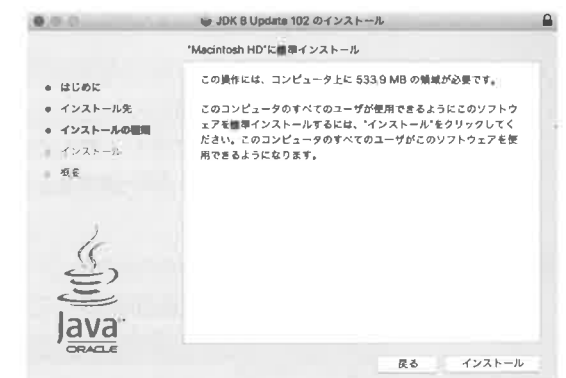 JDK 8 Update 102 のインストール
"Macintosh HD"に標準インストール
はじめに
インストール先
インストールの種類
インストール
概要
この操作には、コンピュータ上に 533.9 MB の領域が必要です。
このコンピュータのすべてのユーザが使用できるようにこのソフトウ
ェアを標準インストールするには、"インストール"をクリックしてく
ださい。このコンピュータのすべてのユーザがこのソフトウェアを使
用できるようになります。
Java
ORACLE
戻る
インストール